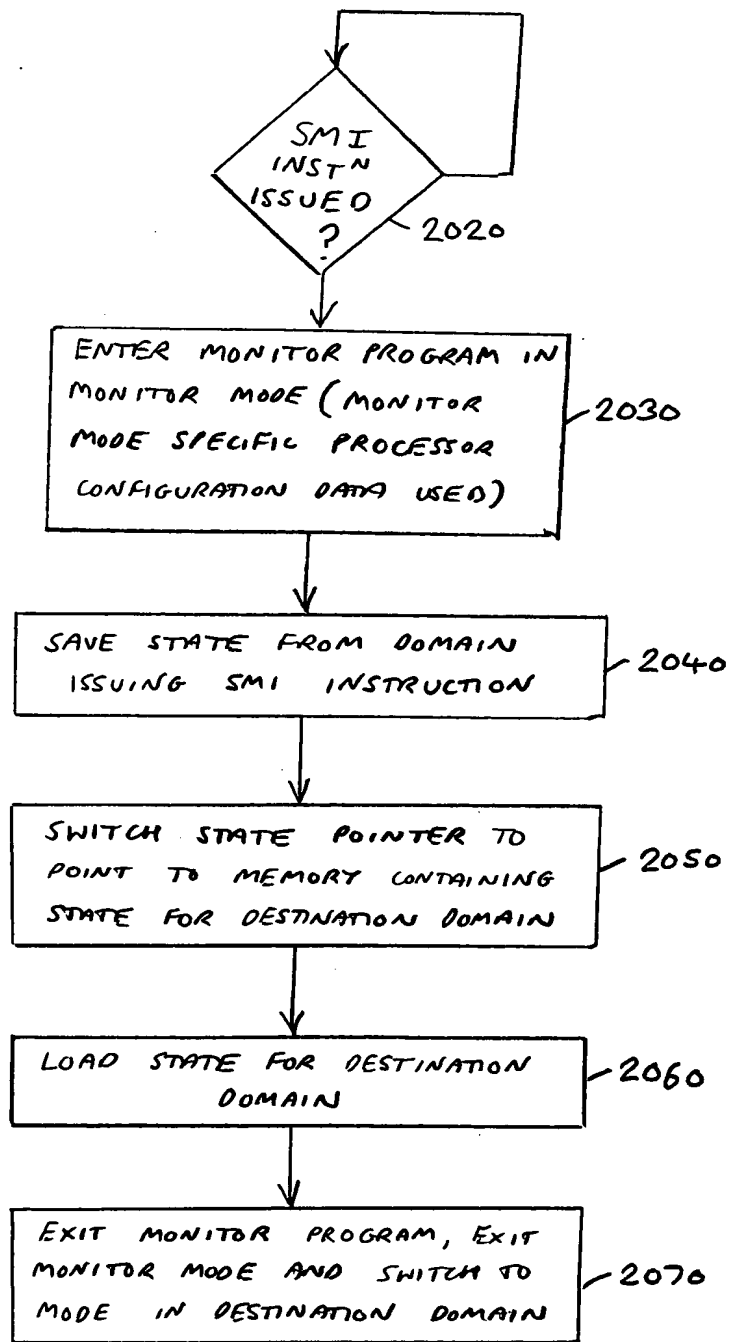 SMI
INSTN
ISSUED
?
2020
ENTER MONITOR PROGRAM IN
MONITOR MODE (MONITOR
MODE SPECIFIC PROCESSOR
CONFIGURATION DATA USED)
2030
SAVE STATE FROM DOMAIN
ISSUING SMI INSTRUCTION
2040
SWITCH STATE POINTER TO
POINT TO MEMORY CONTAINING
STATE FOR DESTINATION DOMAIN
2050
LOAD STATE FOR DESTINATION
DOMAIN
2060
EXIT MONITOR PROGRAM, EXIT
MONITOR MODE AND SWITCH TO
MODE IN DESTINATION DOMAIN
2070